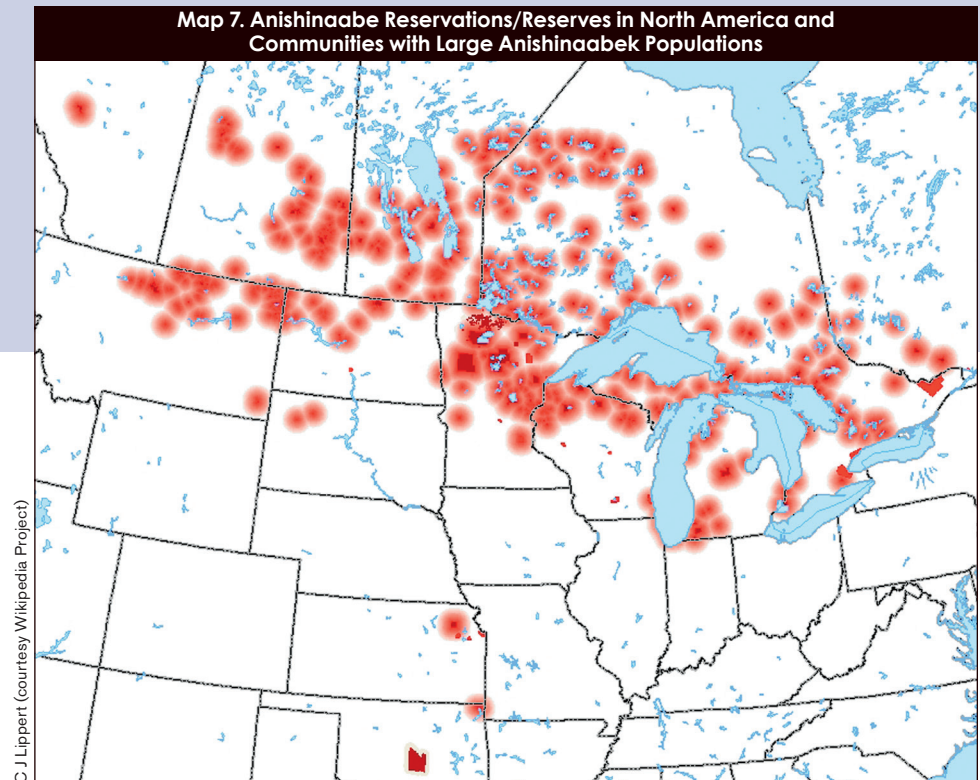 Map 7. Anishinaabe Reservations/Reserves in North America and
Communities with Large Anishinaabek Populations
C J Lippert (courtesy Wikipedia Project)